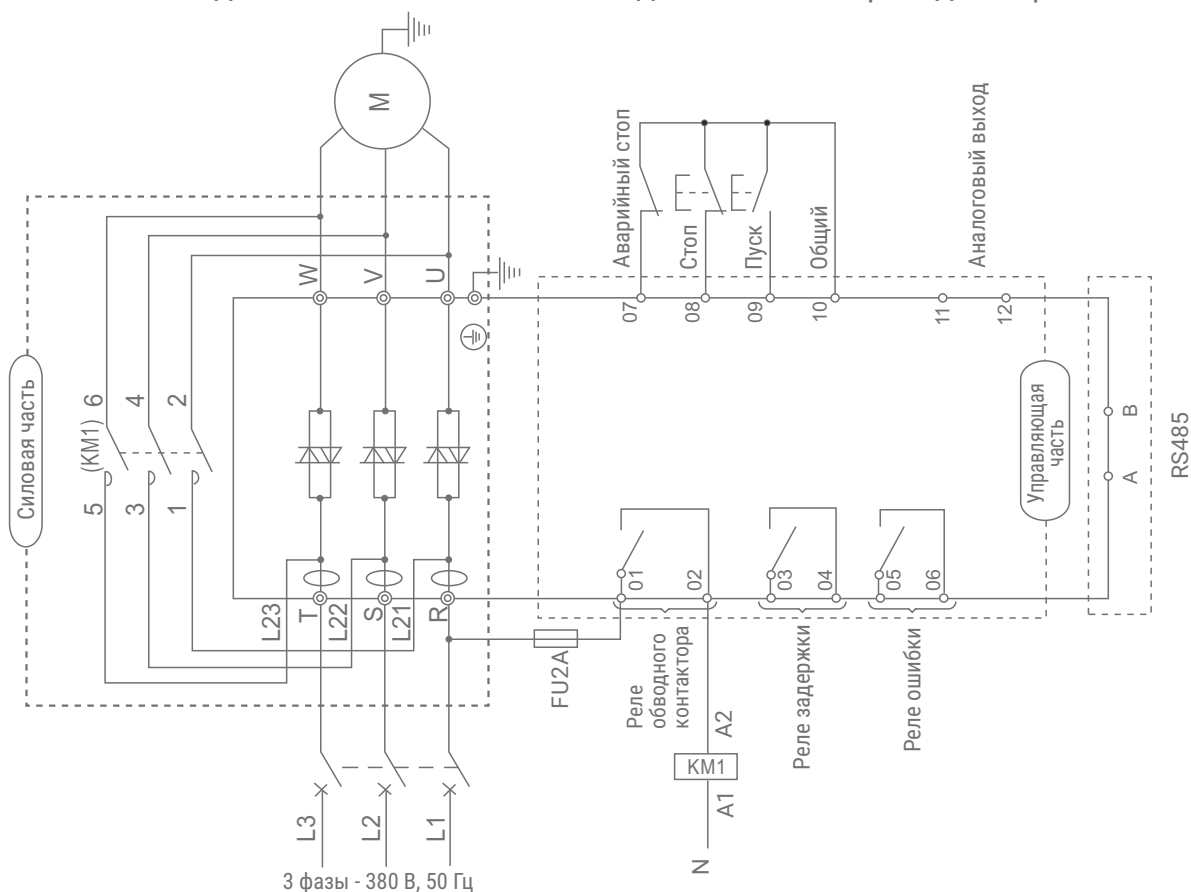 M
Силовая часть
(KM1)
6
4
2
5
3
1
W
V
U
L23
L22
L21
T
S
R
L3
L2
L1
3 фазы - 380 В, 50 Гц
FU2A
N
A1
KM1
A2
Реле
обводного
контактора
Реле задержки
Реле ошибки
01
02
03
04
05
06
Аварийный стоп
Стоп
Пуск
Общий
Аналоговый выход
07
08
09
10
11
12
Управляющая
часть
A
B
RS485